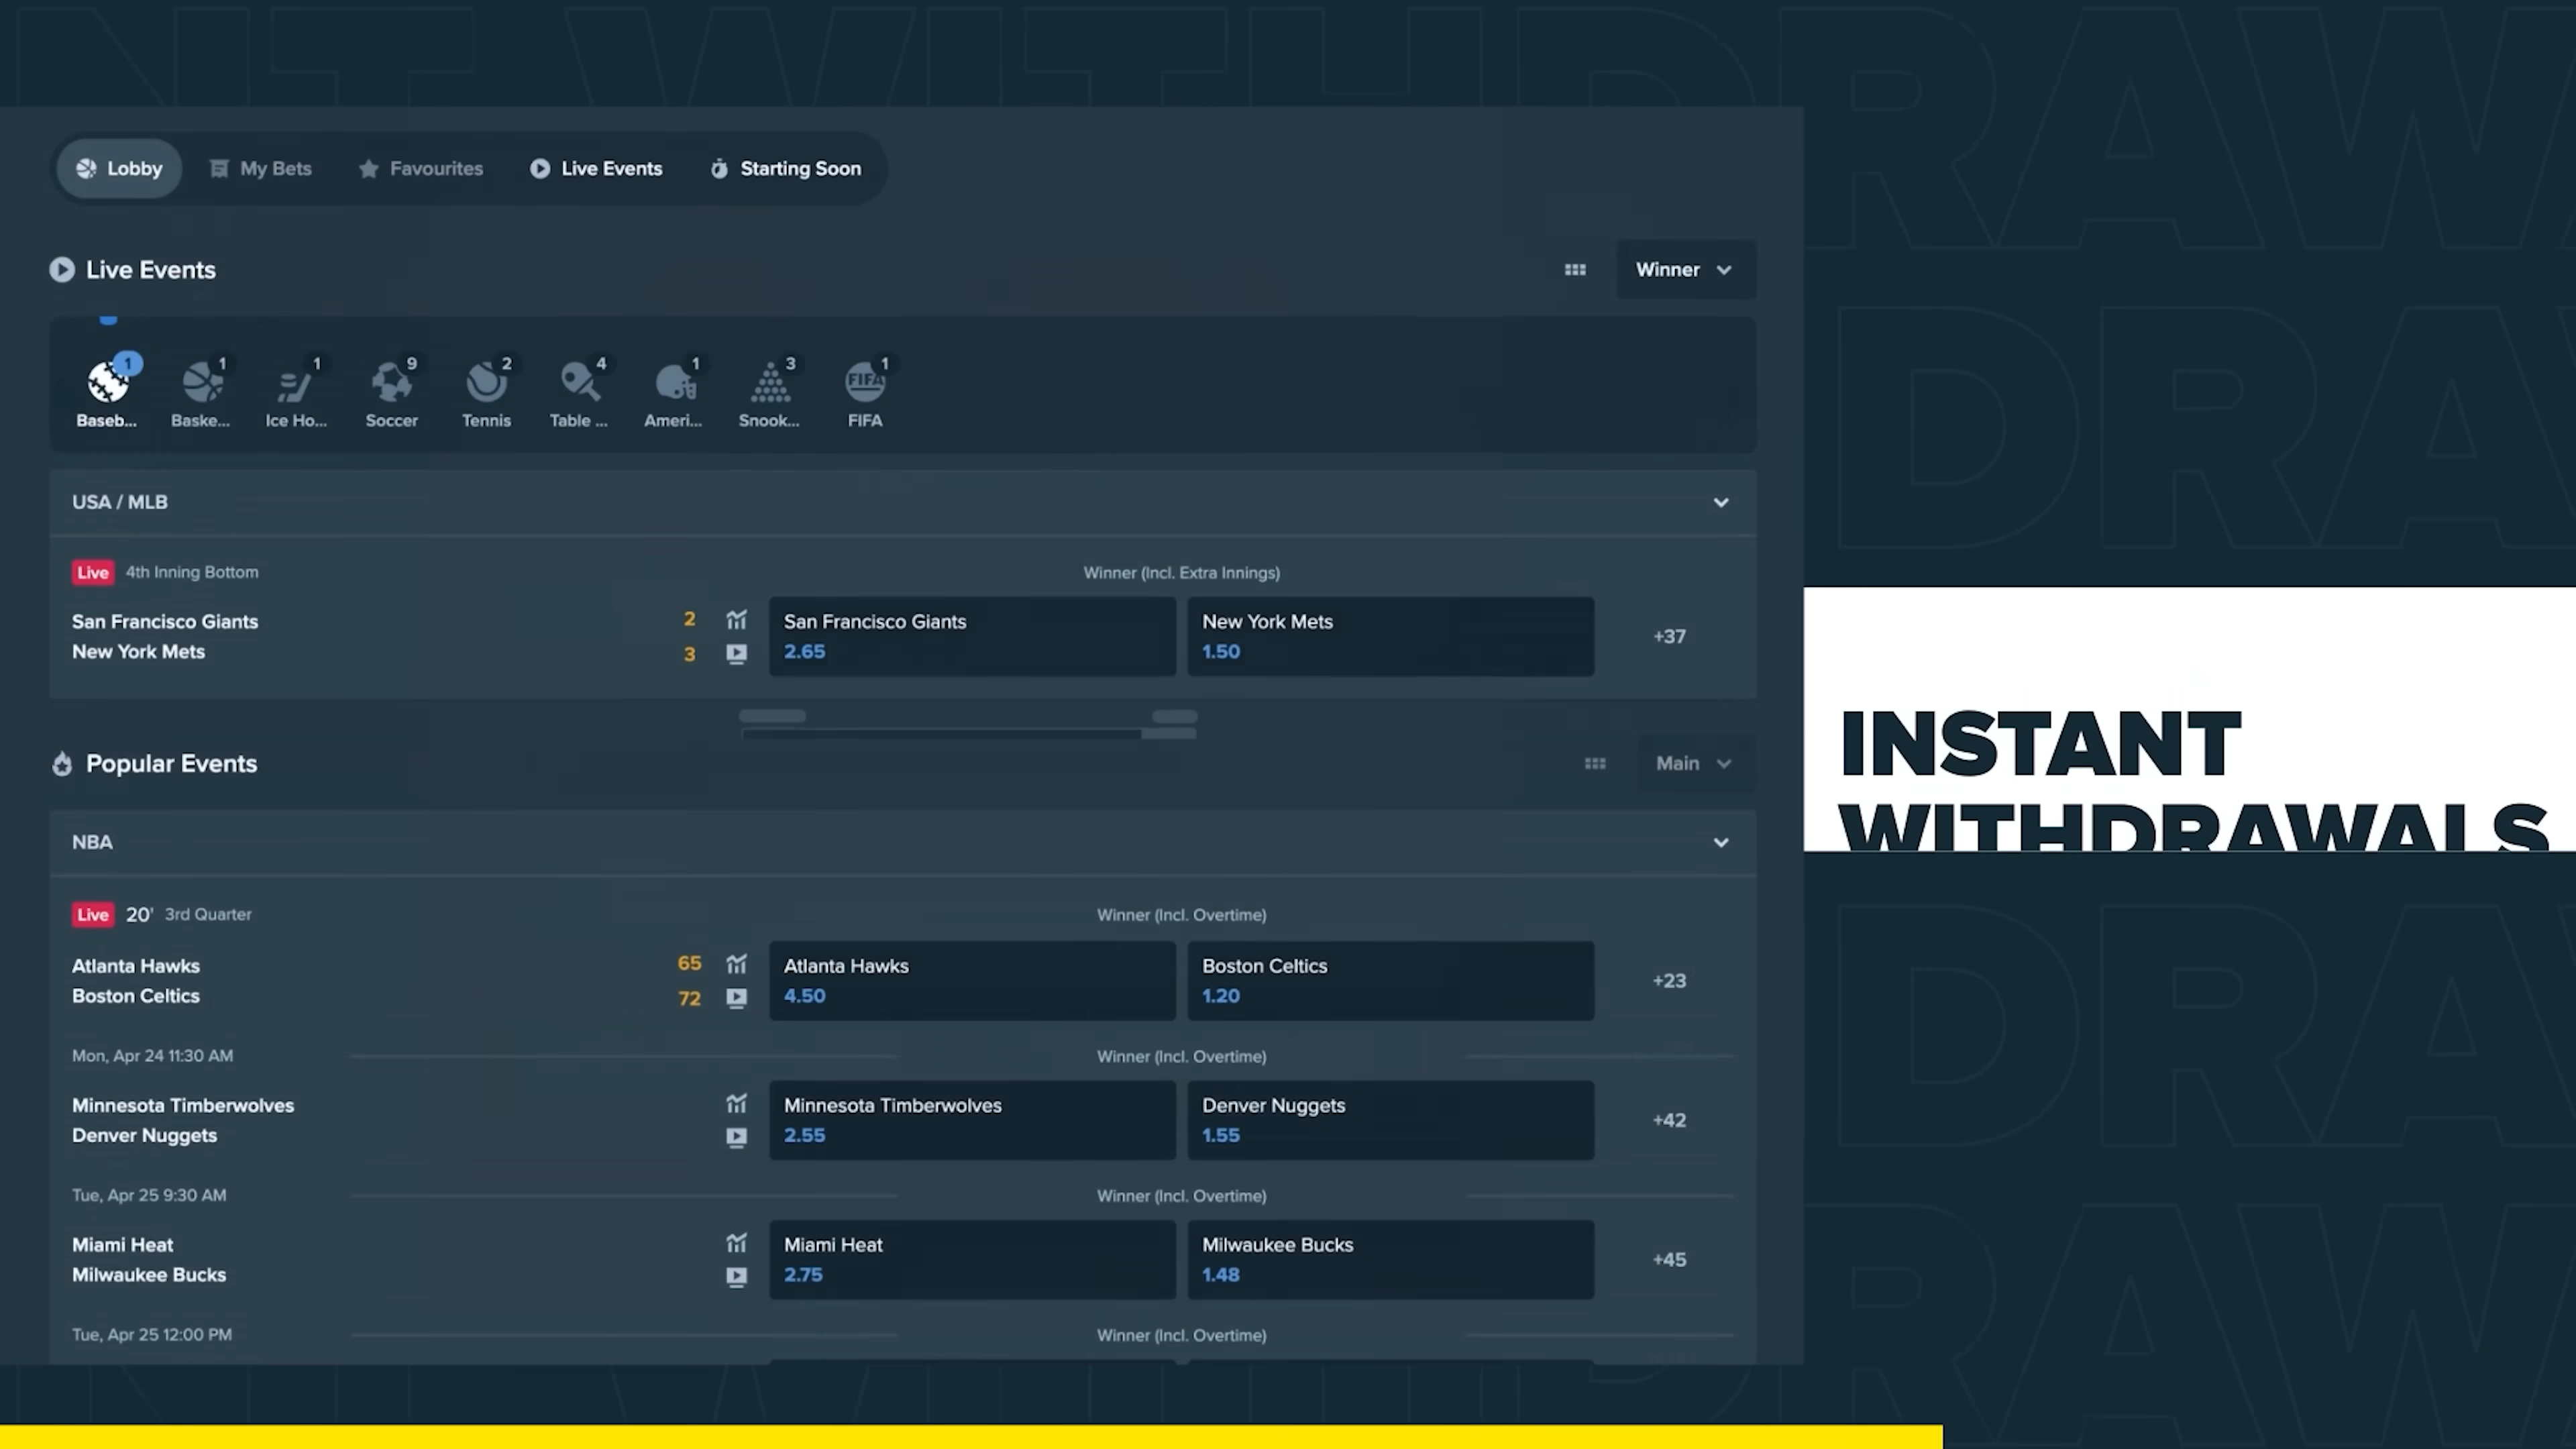 Lobby
My Bets
Favourites
Live Events
Starting Soon
Live Events
Winner
1
1
1
9
2
4
1
3
1
Baseb...
Baske...
Ice Ho...
Soccer
Tennis
Table ...
Ameri...
Snook...
FIFA
FIFA
USA / MLB
Live 4th Inning Bottom
Winner (Incl. Extra Innings)
San Francisco Giants 2
New York Mets 3
San Francisco Giants
2.65
New York Mets
1.50
+37
Popular Events
Main
NBA
Live 20' 3rd Quarter
Winner (Incl. Overtime)
Atlanta Hawks 65
Boston Celtics 72
Atlanta Hawks
4.50
Boston Celtics
1.20
+23
Mon, Apr 24 11:30 AM
Winner (Incl. Overtime)
Minnesota Timberwolves
Denver Nuggets
Minnesota Timberwolves
2.55
Denver Nuggets
1.55
+42
Tue, Apr 25 9:30 AM
Winner (Incl. Overtime)
Miami Heat
Milwaukee Bucks
Miami Heat
2.75
Milwaukee Bucks
1.48
+45
Tue, Apr 25 12:00 PM
Winner (Incl. Overtime)
INSTANT
WITHDRAWALS
NT WITHDRAW
DRAW
DRAW
DRAW